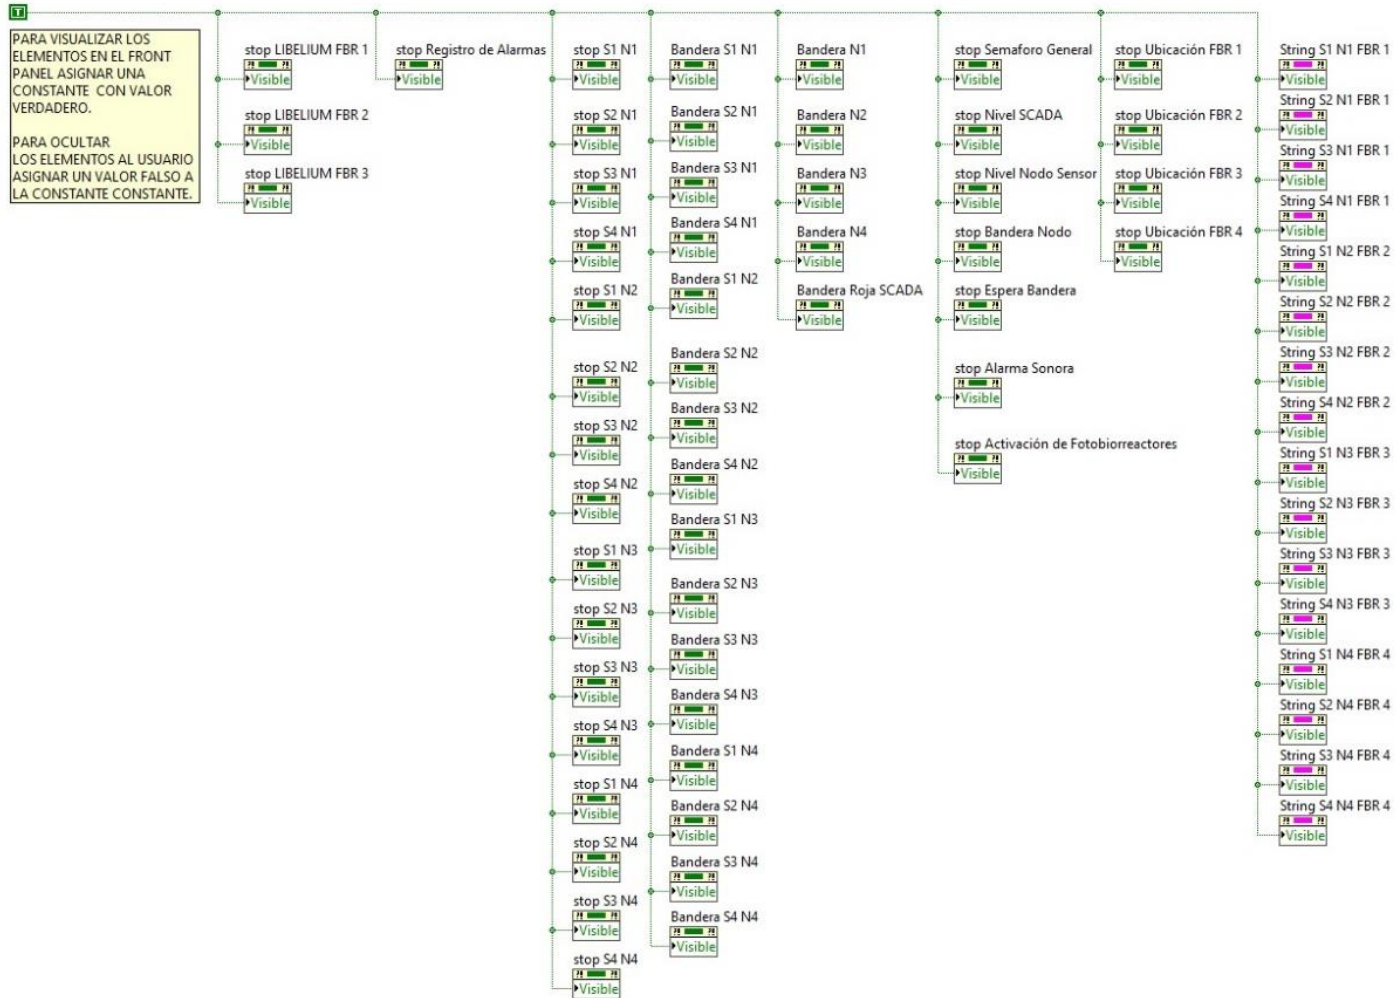 T
PARA VISUALIZAR LOS
ELEMENTOS EN EL FRONT
PANEL ASIGNAR UNA
CONSTANTE CON VALOR
VERDADERO.
PARA OCULTAR
LOS ELEMENTOS AL USUARIO
ASIGNAR UN VALOR FALSO A
LA CONSTANTE CONSTANTE.
stop LIBELIUM FBR 1
Visible
stop LIBELIUM FBR 2
Visible
stop LIBELIUM FBR 3
Visible
stop Registro de Alarmas
Visible
stop S1 N1
Visible
stop S2 N1
Visible
stop S3 N1
Visible
stop S4 N1
Visible
stop S1 N2
Visible
stop S2 N2
Visible
stop S3 N2
Visible
stop S4 N2
Visible
stop S1 N3
Visible
stop S2 N3
Visible
stop S3 N3
Visible
stop S4 N3
Visible
stop S1 N4
Visible
stop S2 N4
Visible
stop S3 N4
Visible
stop S4 N4
Visible
Bandera S1 N1
Visible
Bandera S2 N1
Visible
Bandera S3 N1
Visible
Bandera S4 N1
Visible
Bandera S1 N2
Visible
Bandera S2 N2
Visible
Bandera S3 N2
Visible
Bandera S4 N2
Visible
Bandera S1 N3
Visible
Bandera S2 N3
Visible
Bandera S3 N3
Visible
Bandera S4 N3
Visible
Bandera S1 N4
Visible
Bandera S2 N4
Visible
Bandera S3 N4
Visible
Bandera S4 N4
Visible
Bandera N1
Visible
Bandera N2
Visible
Bandera N3
Visible
Bandera N4
Visible
Bandera Roja SCADA
Visible
stop Semaforo General
Visible
stop Nivel SCADA
Visible
stop Nivel Nodo Sensor
Visible
stop Bandera Nodo
Visible
stop Espera Bandera
Visible
stop Alarma Sonora
Visible
stop Activación de Fotobiorreactores
Visible
stop Ubicación FBR 1
Visible
stop Ubicación FBR 2
Visible
stop Ubicación FBR 3
Visible
stop Ubicación FBR 4
Visible
String S1 N1 FBR 1
Visible
String S2 N1 FBR 1
Visible
String S3 N1 FBR 1
Visible
String S4 N1 FBR 1
Visible
String S1 N2 FBR 2
Visible
String S2 N2 FBR 2
Visible
String S3 N2 FBR 2
Visible
String S4 N2 FBR 2
Visible
String S1 N3 FBR 3
Visible
String S2 N3 FBR 3
Visible
String S3 N3 FBR 3
Visible
String S4 N3 FBR 3
Visible
String S1 N4 FBR 4
Visible
String S2 N4 FBR 4
Visible
String S3 N4 FBR 4
Visible
String S4 N4 FBR 4
Visible